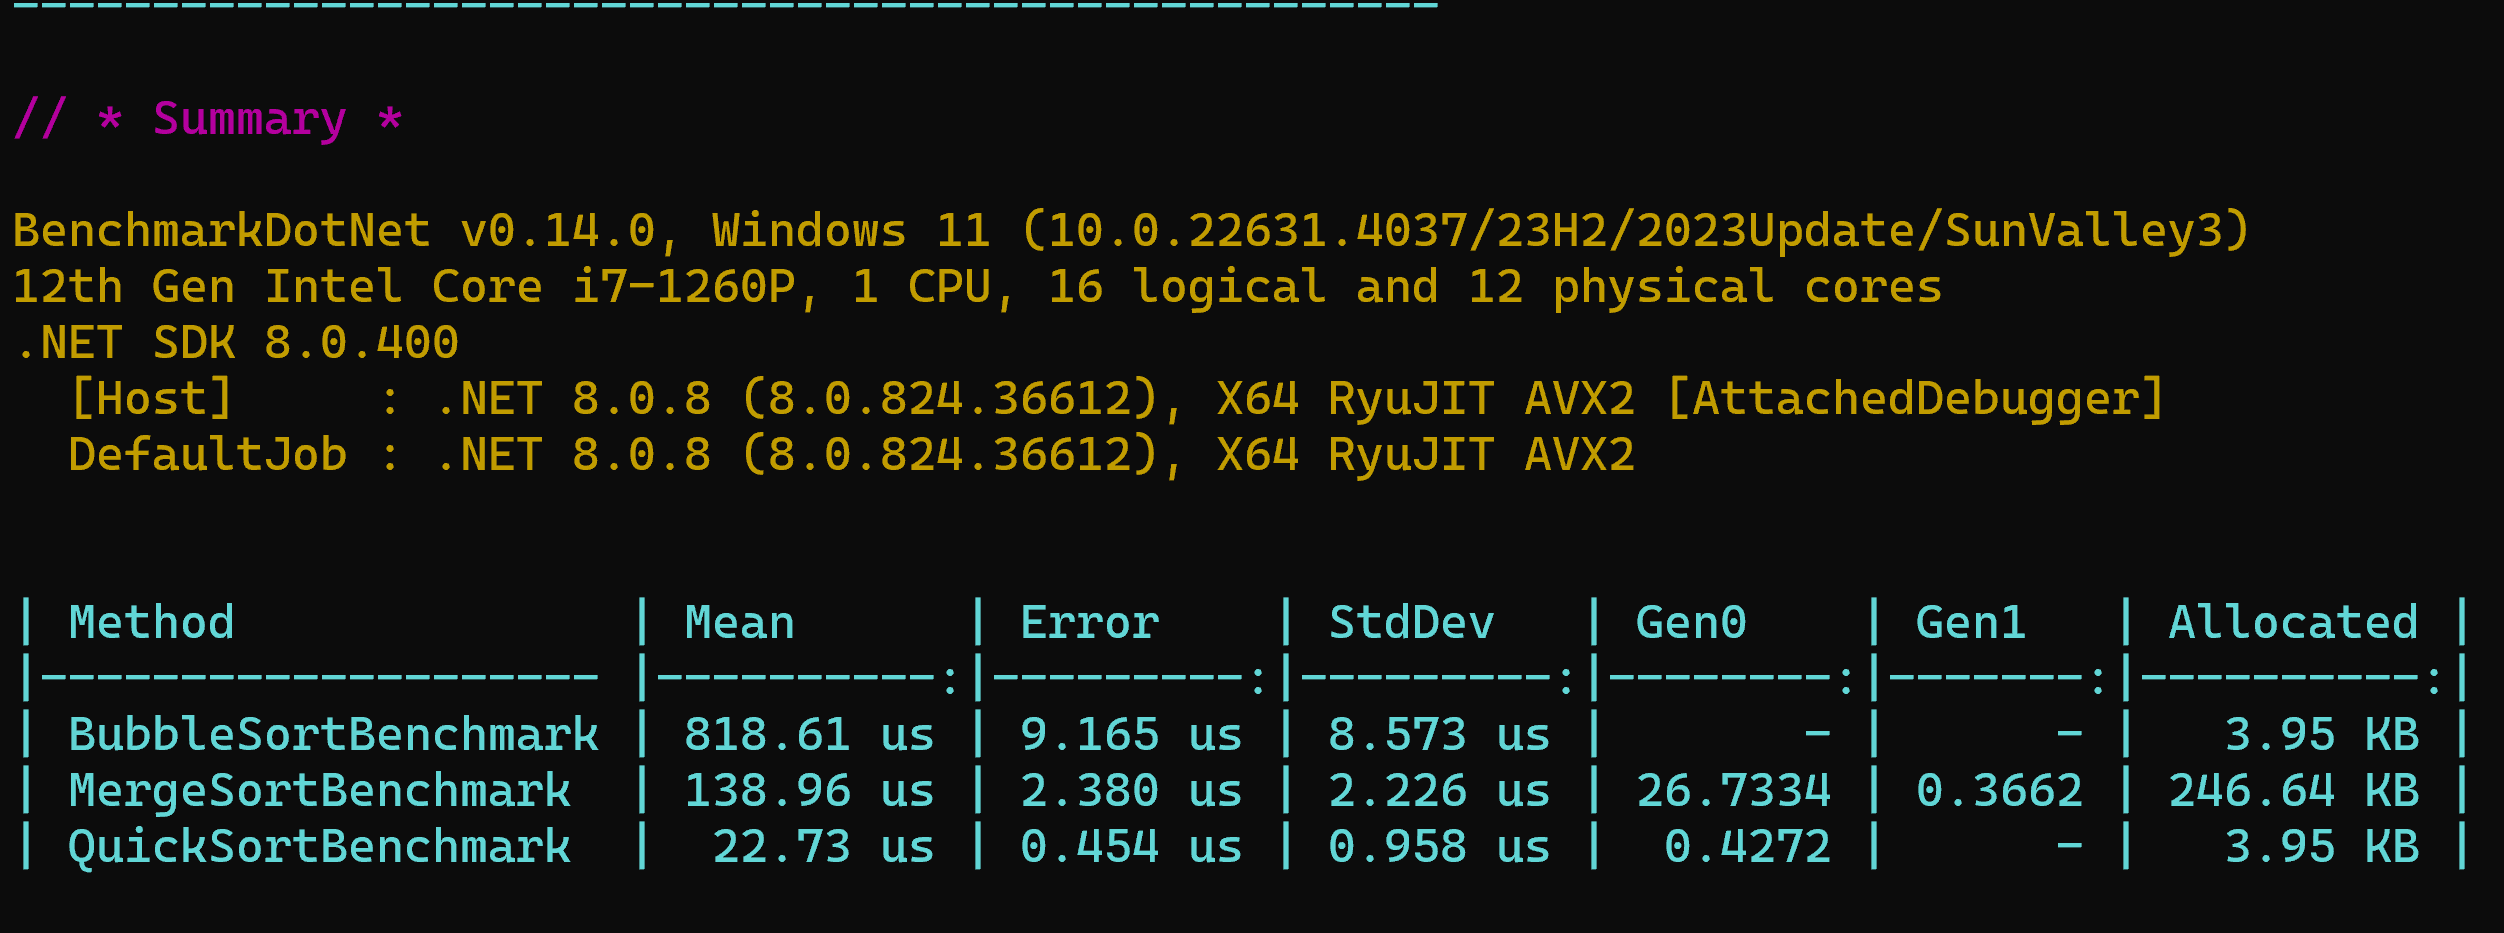 ---------------------------------------------------
// * Summary *
BenchmarkDotNet v0.14.0, Windows 11 (10.0.22631.4037/23H2/2023Update/SunValley3)
12th Gen Intel Core i7-1260P, 1 CPU, 16 logical and 12 physical cores
.NET SDK 8.0.400
  [Host]     : .NET 8.0.8 (8.0.824.36612), X64 RyuJIT AVX2 [AttachedDebugger]
  DefaultJob : .NET 8.0.8 (8.0.824.36612), X64 RyuJIT AVX2
| Method              | Mean      | Error    | StdDev   | Gen0    | Gen1   | Allocated |
|-------------------- |----------:|---------:|---------:|--------:|-------:|----------:|
| BubbleSortBenchmark | 818.61 us | 9.165 us | 8.573 us |       - |      - |   3.95 KB |
| MergeSortBenchmark  | 138.96 us | 2.380 us | 2.226 us | 26.7334 | 0.3662 | 246.64 KB |
| QuickSortBenchmark  |  22.73 us | 0.454 us | 0.958 us |  0.4272 |      - |   3.95 KB |